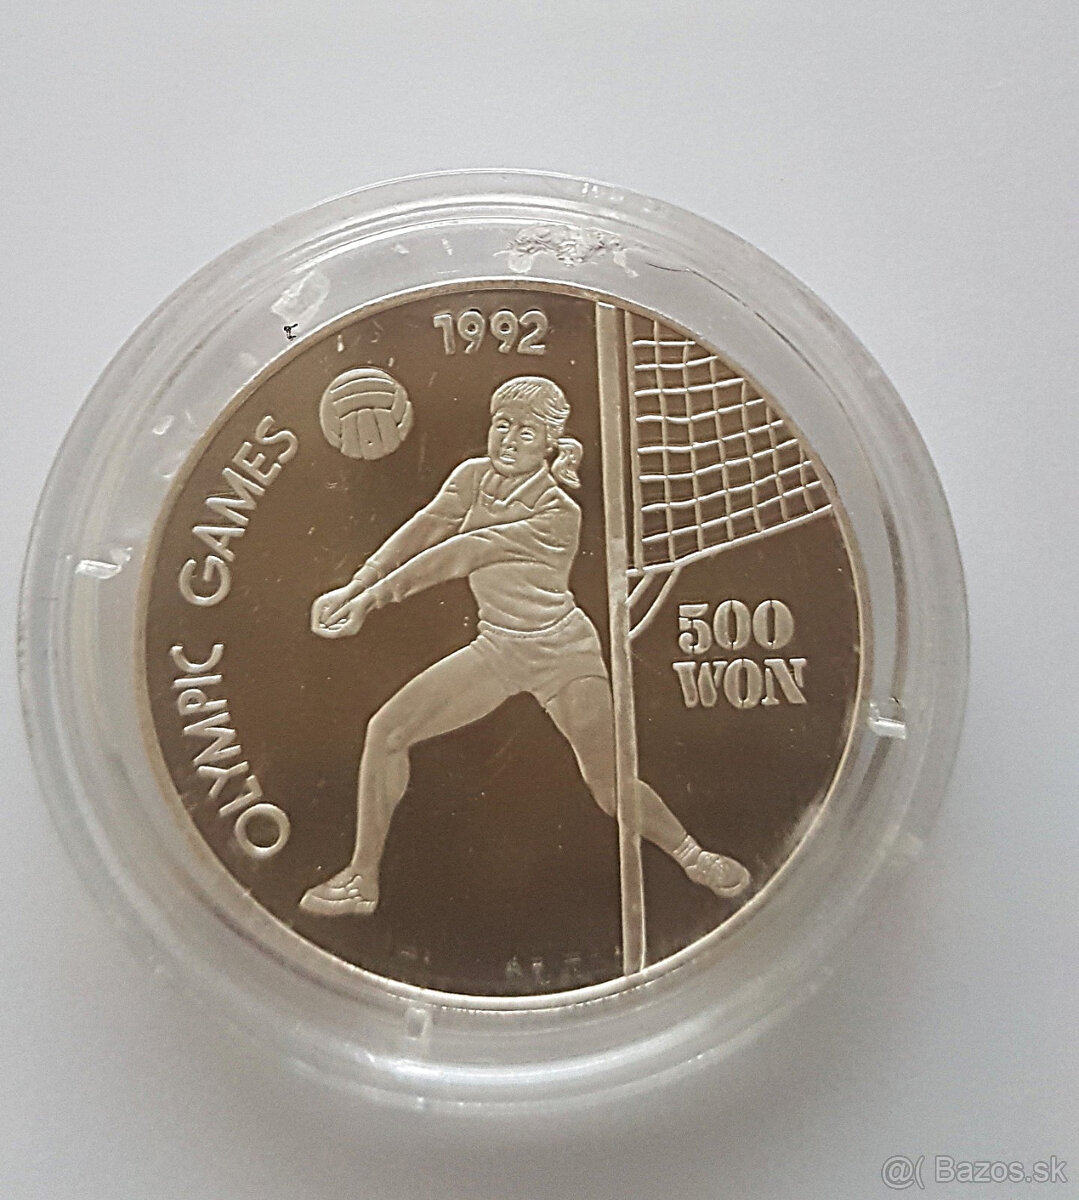 1992
OLYMPIC GAMES
500
WON
@( Bazos.sk